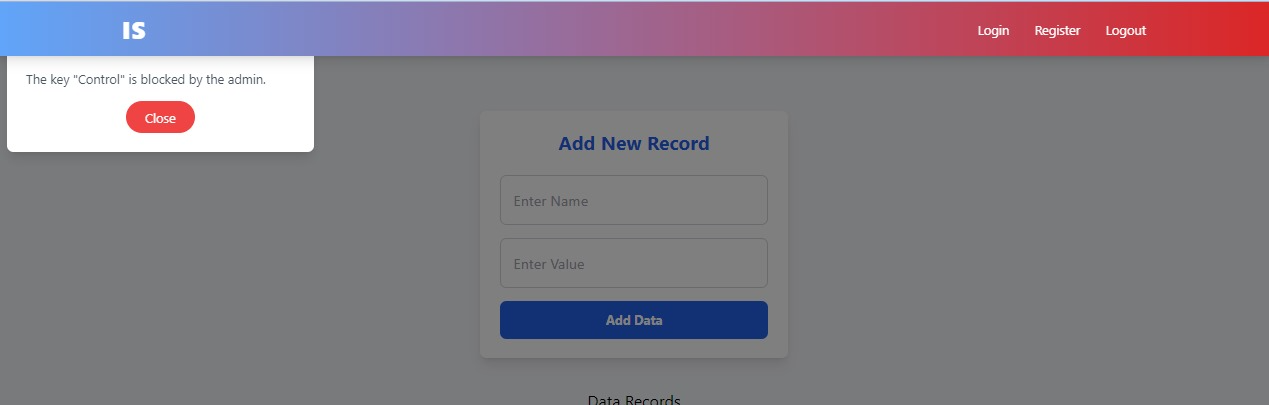 IS
Login Register Logout
The key "Control" is blocked by the admin.
Close
Add New Record
Enter Name
Enter Value
Add Data
Data Records